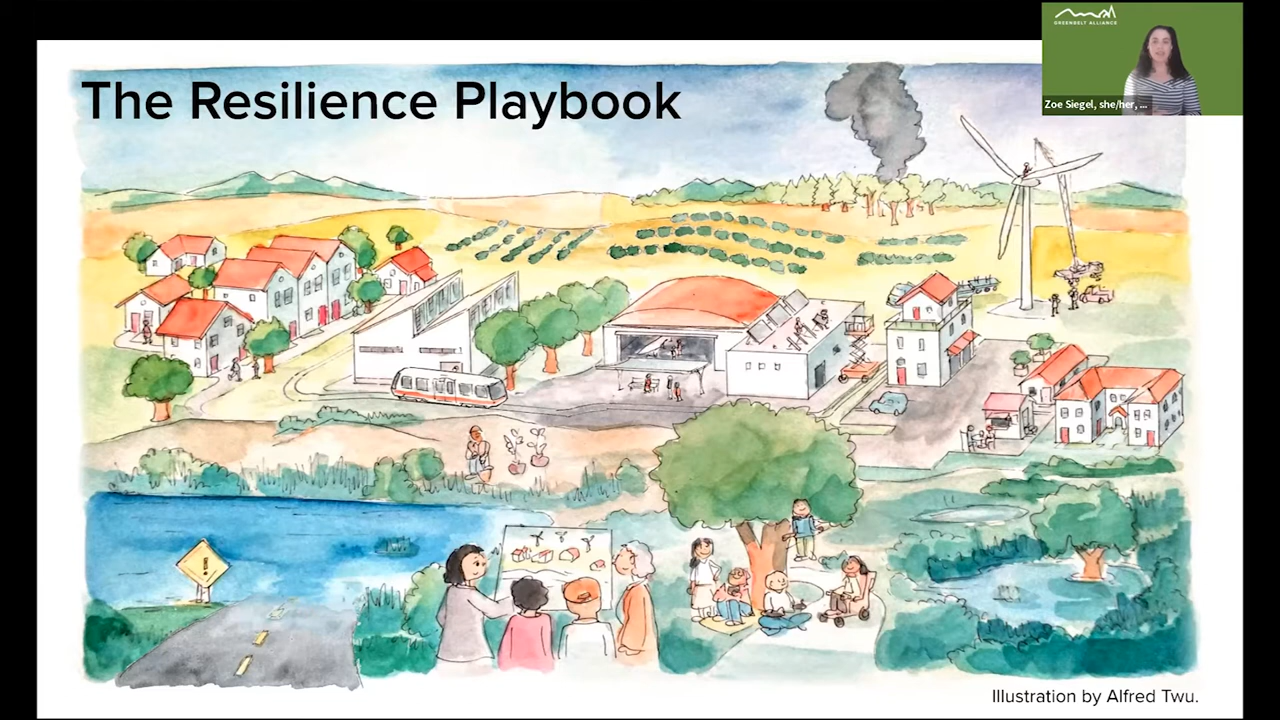 The Resilience Playbook
GREENBELT ALLIANCE
Zoe Siegel, she/her, ...
!
Illustration by Alfred Twu.